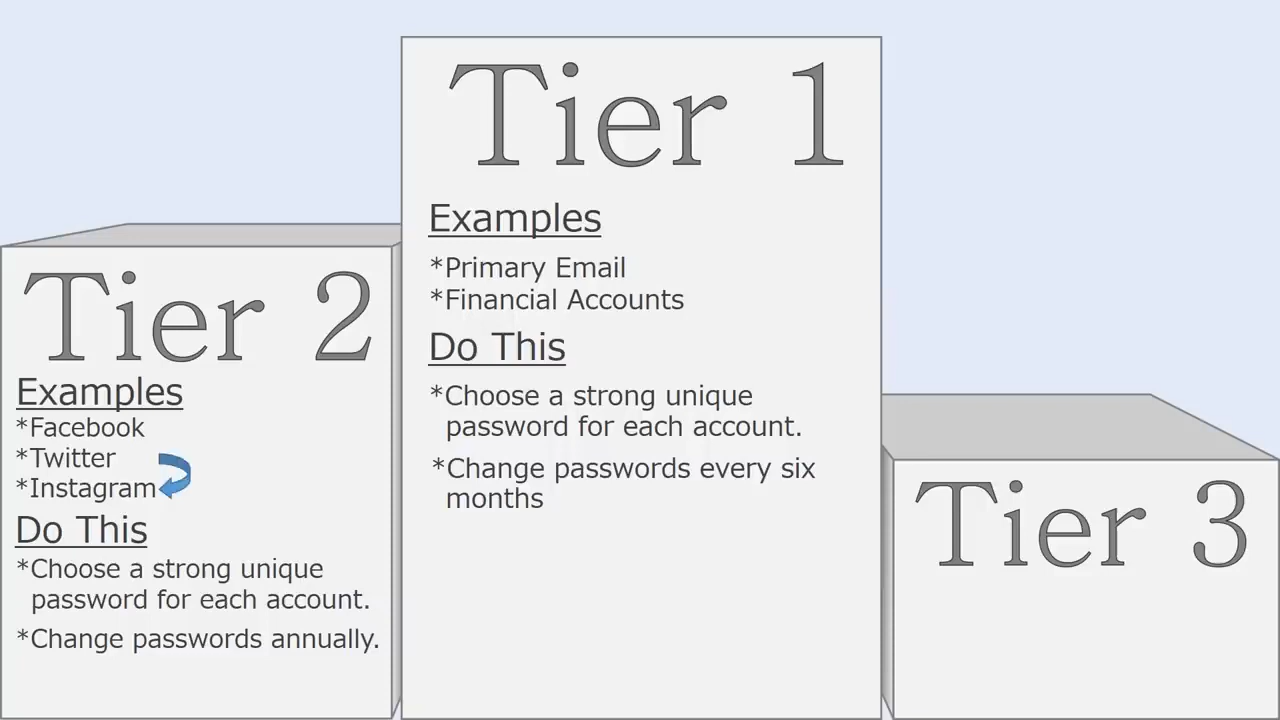 Tier 1
Examples
*Primary Email
*Financial Accounts
Do This
*Choose a strong unique
password for each account.
*Change passwords every six
months
Tier 2
Examples
*Facebook
*Twitter
*Instagram
Do This
*Choose a strong unique
password for each account.
*Change passwords annually.
Tier 3